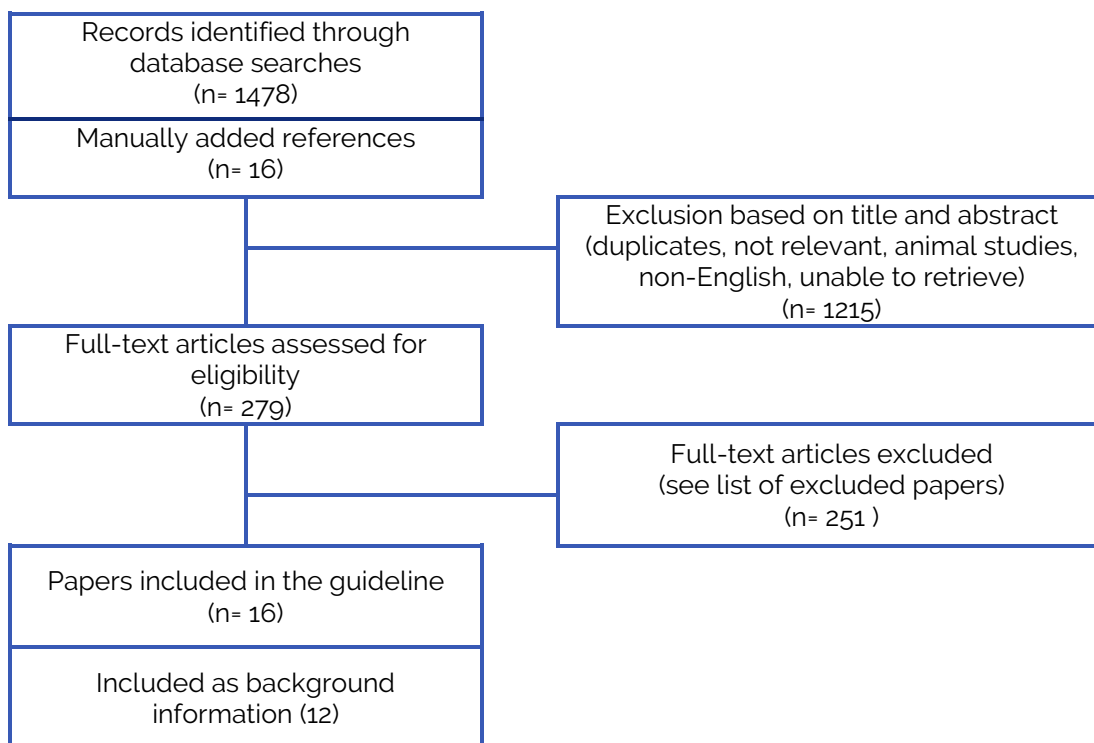 Records identified through
database searches
(n= 1478)
Manually added references
(n= 16)
Exclusion based on title and abstract
(duplicates, not relevant, animal studies,
non-English, unable to retrieve)
(n= 1215)
Full-text articles assessed for
eligibility
(n= 279)
Full-text articles excluded
(see list of excluded papers)
(n= 251 )
Papers included in the guideline
(n= 16)
Included as background
information (12)